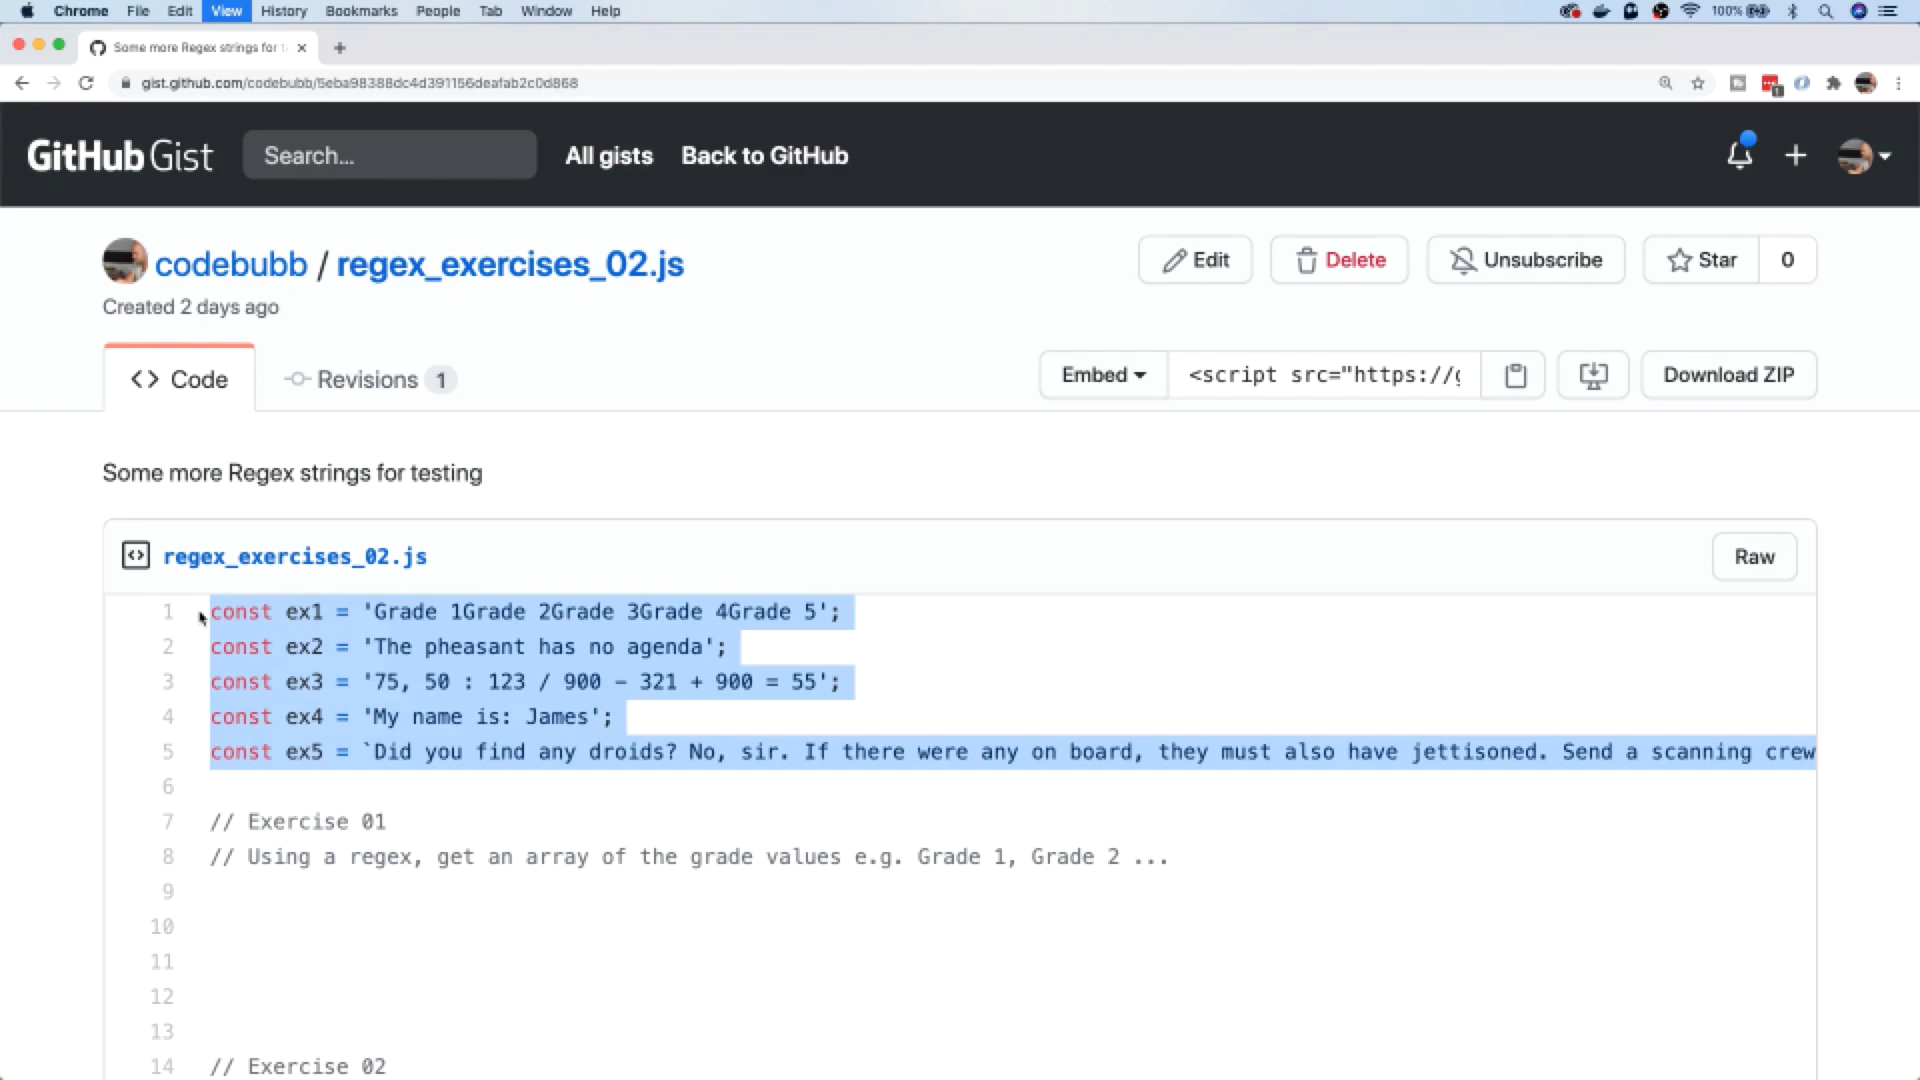 Chrome File Edit View History Bookmarks People Tab Window Help 100%
Some more Regex strings for t
gist.github.com/codebubb/5eba98388dc4d391156deafab2c0d868
GitHub Gist Search... All gists Back to GitHub
codebubb / regex_exercises_02.js Edit Delete Unsubscribe Star 0
Created 2 days ago
Code Revisions 1 Embed <script src="https://g Download ZIP
Some more Regex strings for testing
regex_exercises_02.js Raw
1 const ex1 = 'Grade 1Grade 2Grade 3Grade 4Grade 5';
2 const ex2 = 'The pheasant has no agenda';
3 const ex3 = '75, 50 : 123 / 900 - 321 + 900 = 55';
4 const ex4 = 'My name is: James';
5 const ex5 = `Did you find any droids? No, sir. If there were any on board, they must also have jettisoned. Send a scanning crew
6
7 // Exercise 01
8 // Using a regex, get an array of the grade values e.g. Grade 1, Grade 2 ...
9
10
11
12
13
14 // Exercise 02